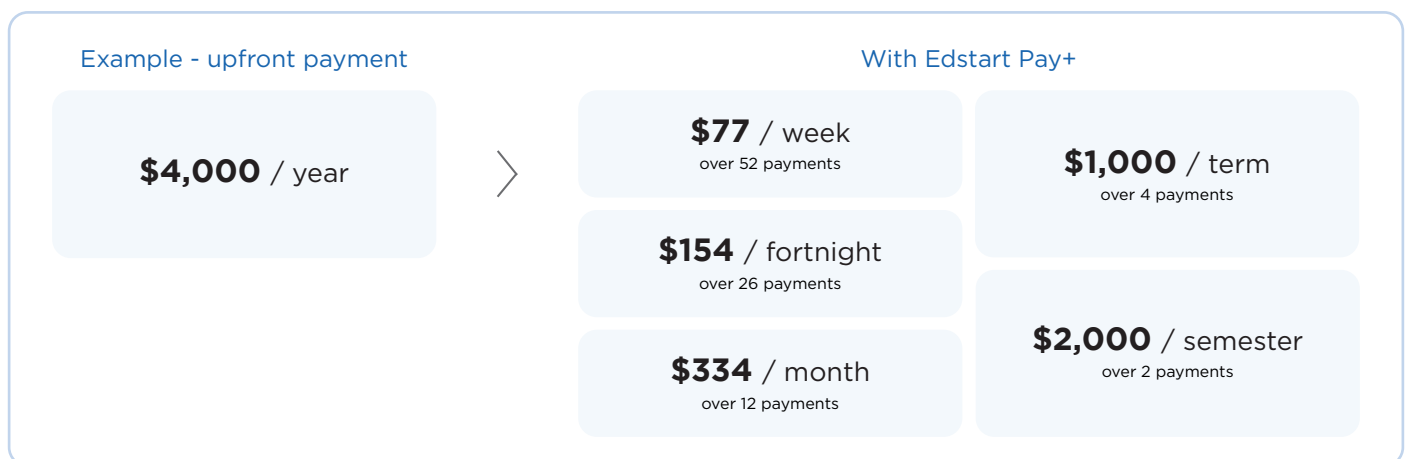 Example - upfront payment
$4,000 / year
With Edstart Pay+
$77 / week
over 52 payments
$154 / fortnight
over 26 payments
$334 / month
over 12 payments
$1,000 / term
over 4 payments
$2,000 / semester
over 2 payments